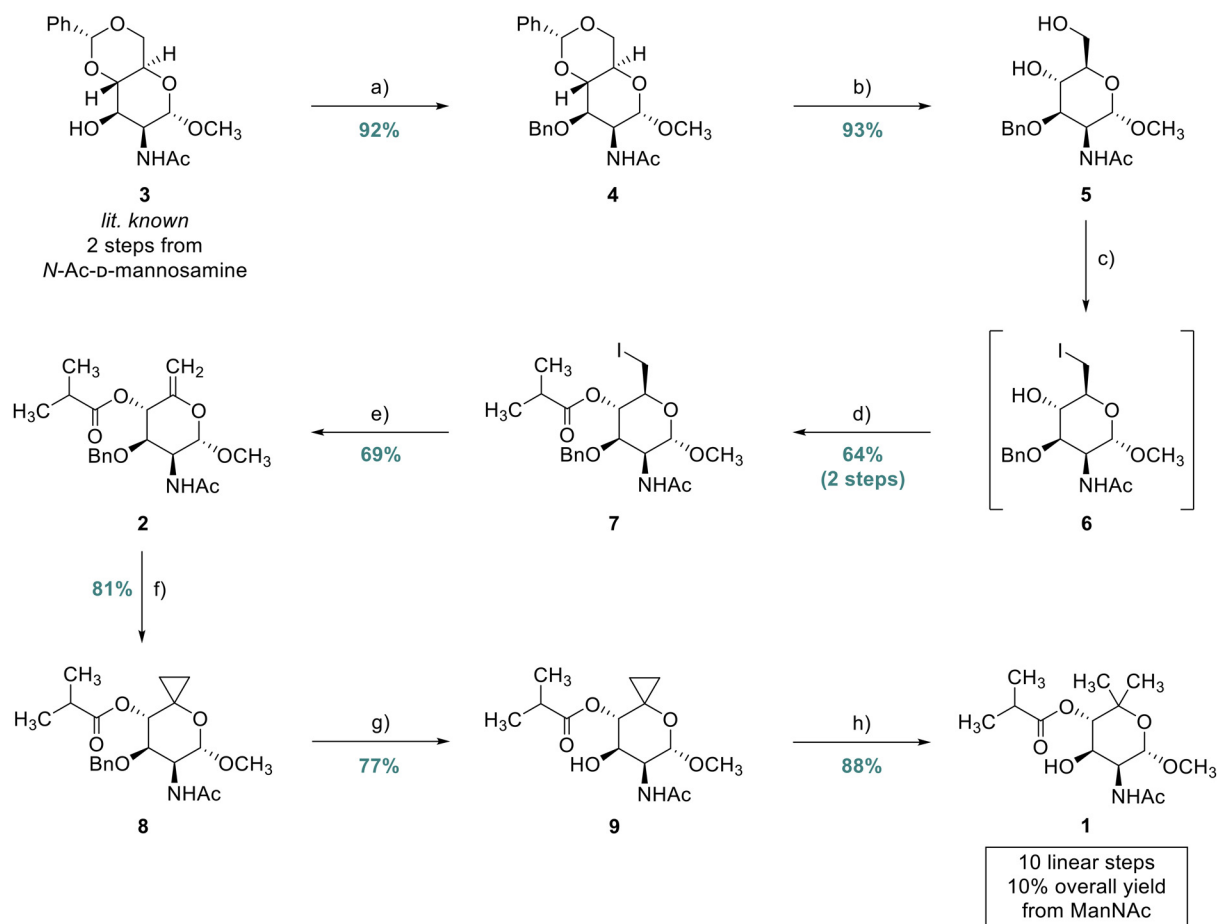 Ph
O
O
H
O
H
HO
OCH3
NHAc
3
lit. known
2 steps from
N-Ac-D-mannosamine
a)
92%
Ph
O
O
H
O
H
BnO
OCH3
NHAc
4
b)
93%
HO
HO
O
BnO
OCH3
NHAc
5
c)
I
HO
O
BnO
OCH3
NHAc
6
d)
64%
(2 steps)
CH3
H3C
O
O
I
O
BnO
OCH3
NHAc
7
e)
69%
CH3
H3C
O
O
CH2
O
BnO
OCH3
NHAc
2
81%
f)
CH3
H3C
O
O
O
BnO
OCH3
NHAc
8
g)
77%
CH3
H3C
O
O
O
HO
OCH3
NHAc
9
h)
88%
CH3
H3C
O
O
H3C
CH3
O
HO
OCH3
NHAc
1
10 linear steps
10% overall yield
from ManNAc